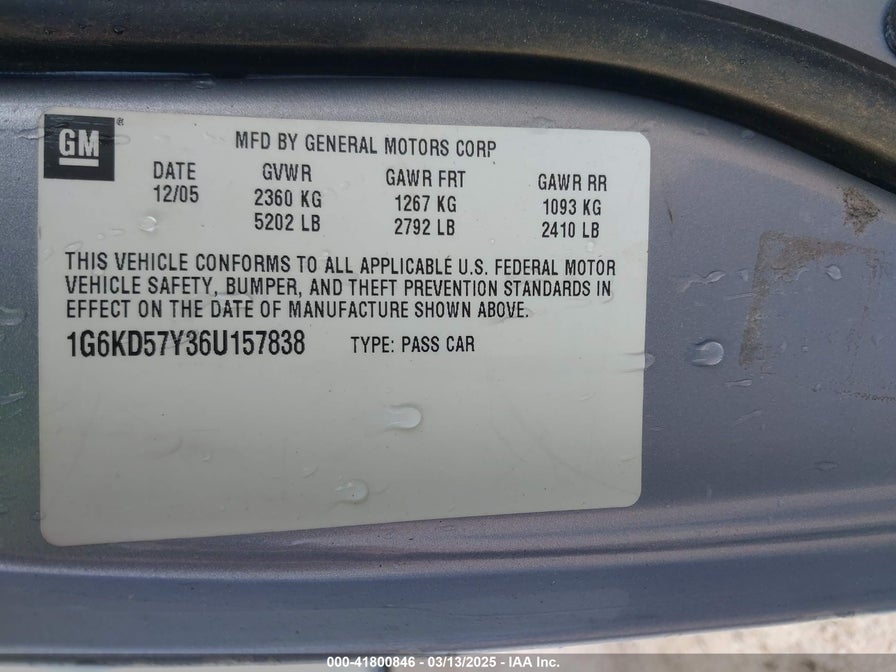 GM®
MFD BY GENERAL MOTORS CORP
DATE GVWR GAWR FRT GAWR RR
12/05 2360 KG 1267 KG 1093 KG
5202 LB 2792 LB 2410 LB
THIS VEHICLE CONFORMS TO ALL APPLICABLE U.S. FEDERAL MOTOR
VEHICLE SAFETY, BUMPER, AND THEFT PREVENTION STANDARDS IN
EFFECT ON THE DATE OF MANUFACTURE SHOWN ABOVE.
1G6KD57Y36U157838 TYPE: PASS CAR
000-41800846 - 03/13/2025 - IAA Inc.